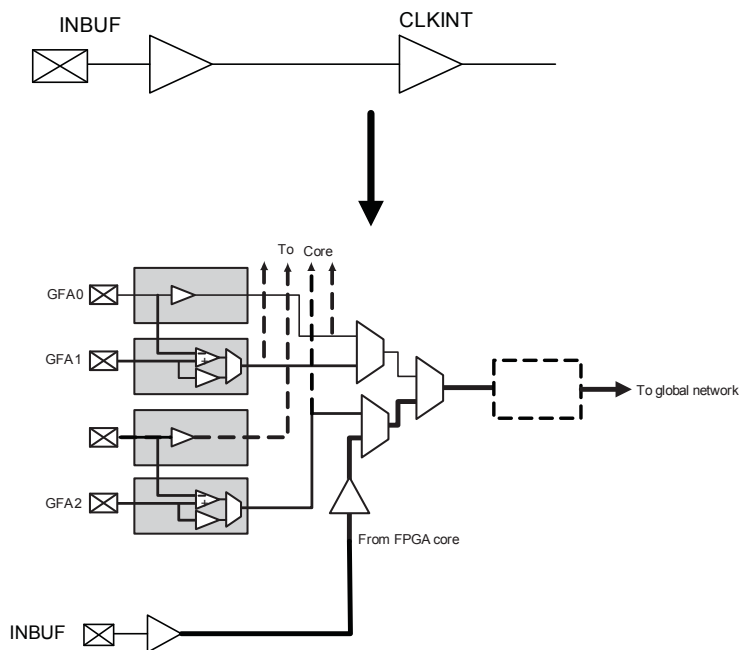 INBUF CLKINT
To Core
GFA0
GFA1
To global network
GFA2
From FPGA core
INBUF